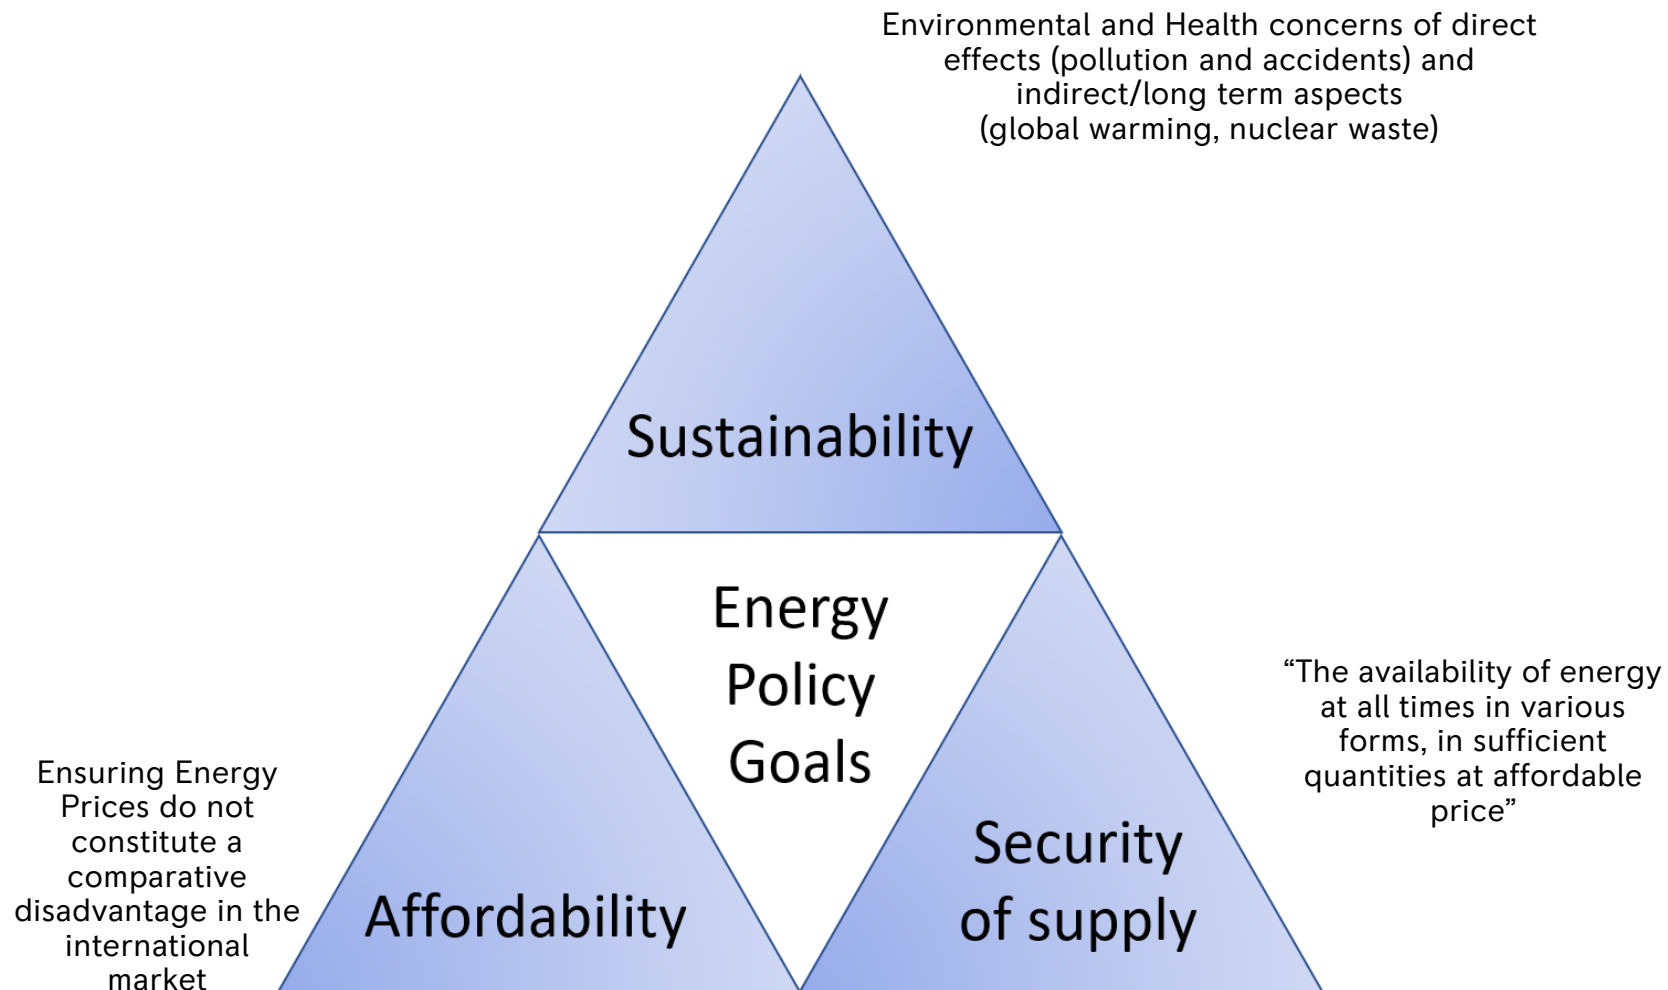 Environmental and Health concerns of direct
effects (pollution and accidents) and
indirect/long term aspects
(global warming, nuclear waste)
Sustainability
Energy
Policy
Goals
“The availability of energy
at all times in various
forms, in sufficient
quantities at affordable
price”
Ensuring Energy
Prices do not
constitute a
comparative
disadvantage in the
international
market
Affordability
Security
of supply